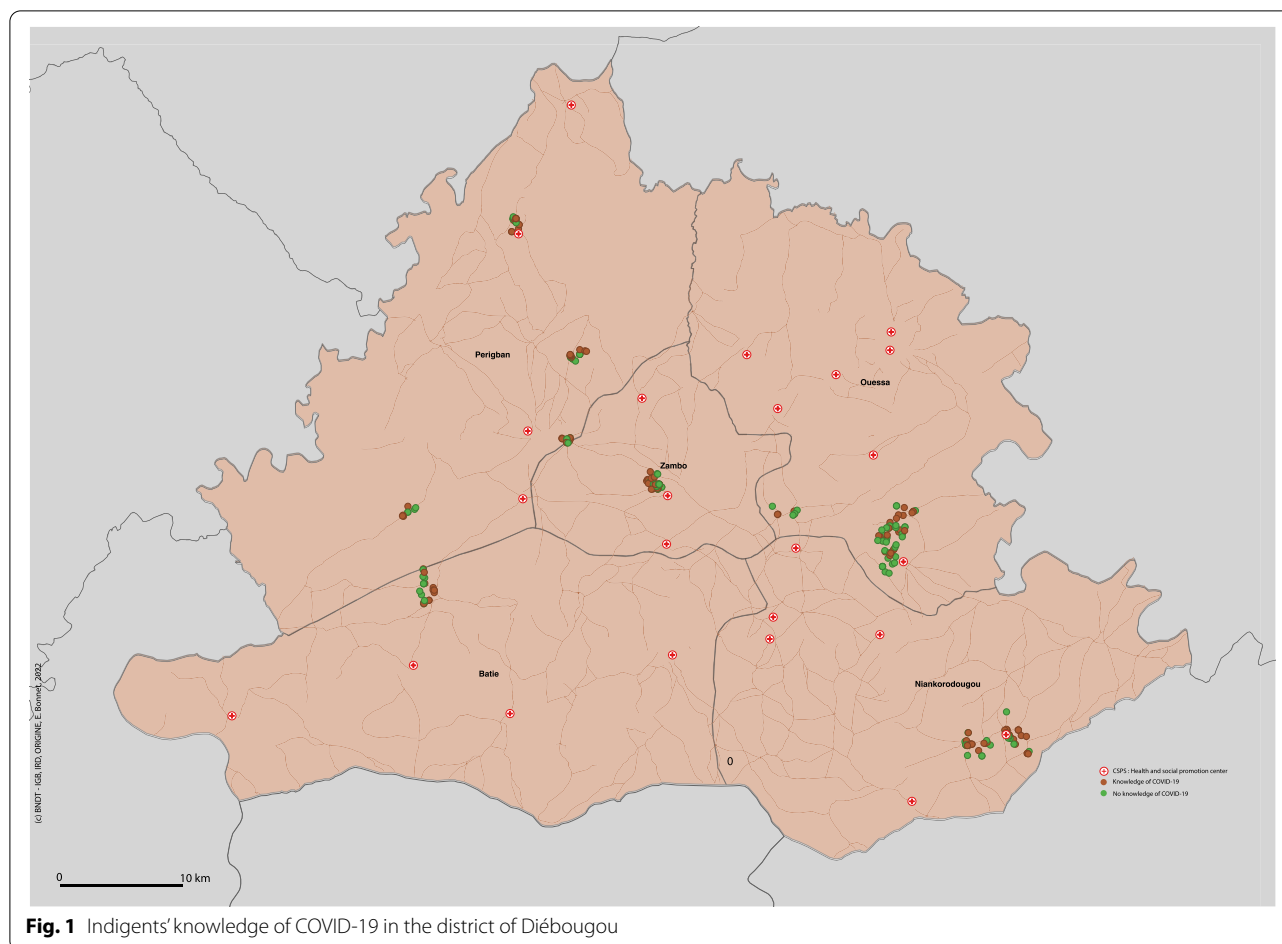 Perigban
Ouessa
Zambo
Batie
Niankorodougou
0
CSPS : Health and social promotion center
Knowledge of COVID-19
No knowledge of COVID-19
(c) BNDT - IGB, IRD, ORIGINE, E. Bonnet, 2022
0 10 km
Fig. 1 Indigents' knowledge of COVID-19 in the district of Diébougou